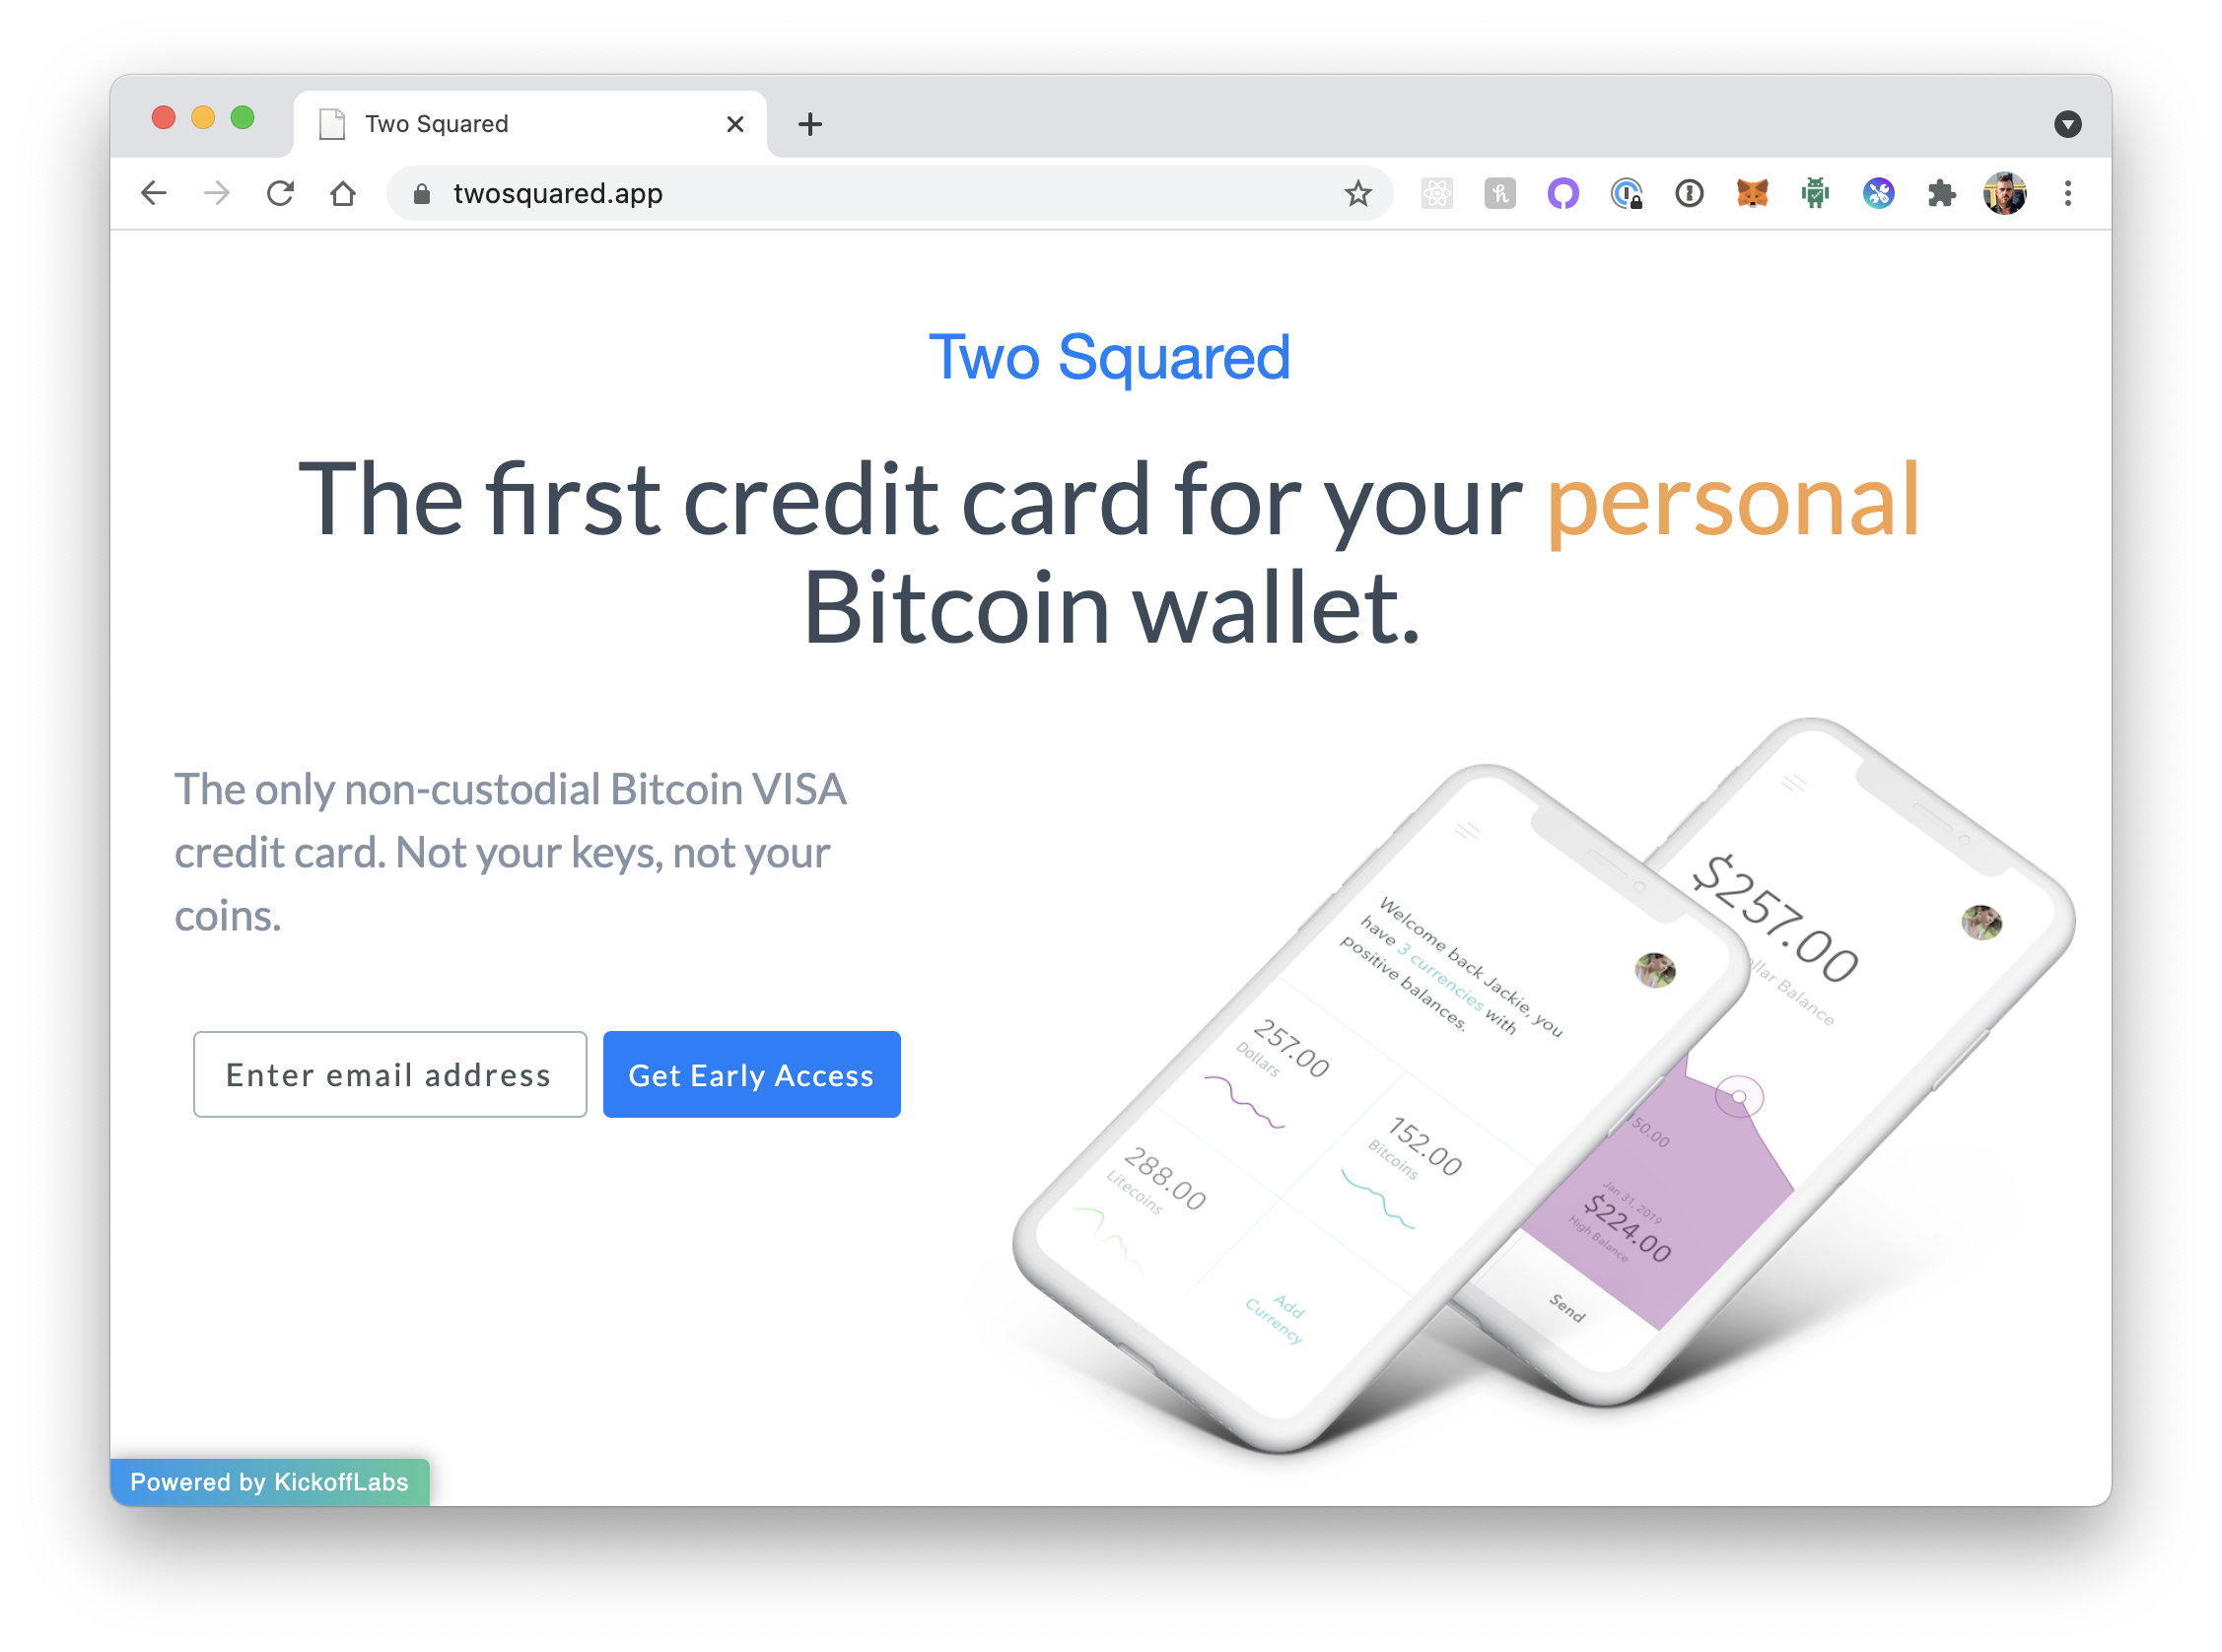 Two Squared
twosquared.app
Two Squared
The first credit card for your personal
Bitcoin wallet.
The only non-custodial Bitcoin VISA
credit card. Not your keys, not your
coins.
Enter email address
Get Early Access
Welcome back Jackie, you
have 3 currencies with
positive balances.
257.00
Dollars
152.00
Bitcoins
288.00
Litecoins
Add
Currency
$257.00
llar Balance
50.00
Jan 31, 2019
$224.00
High Balance
Send
Powered by KickoffLabs